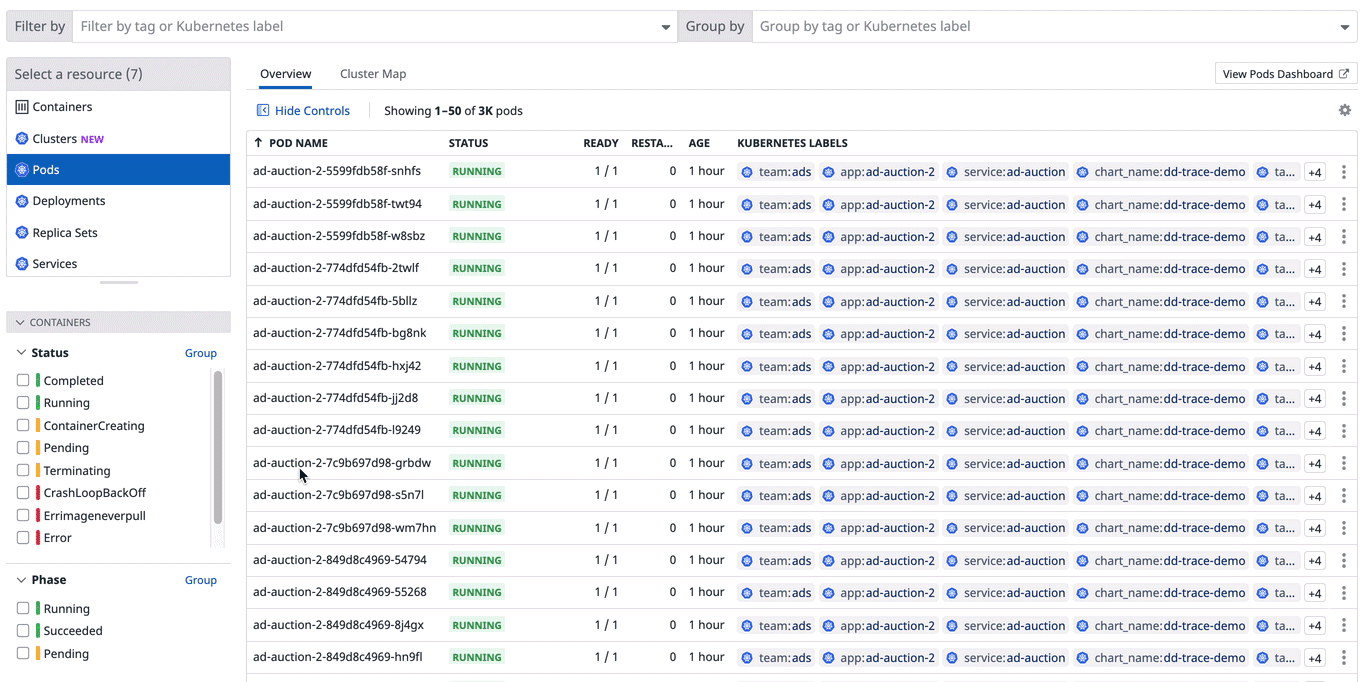 Filter by Filter by tag or Kubernetes label Group by Group by tag or Kubernetes label
Select a resource (7)
Containers
Clusters NEW
Pods
Deployments
Replica Sets
Services
CONTAINERS
Status Group
Completed
Running
ContainerCreating
Pending
Terminating
CrashLoopBackOff
Errimageneverpull
Error
Phase Group
Running
Succeeded
Pending
Overview Cluster Map View Pods Dashboard
Hide Controls Showing 1–50 of 3K pods
POD NAME STATUS READY RESTA... AGE KUBERNETES LABELS
ad-auction-2-5599fdb58f-snhfs RUNNING 1 / 1 0 1 hour team:ads app:ad-auction-2 service:ad-auction chart_name:dd-trace-demo ta... +4
ad-auction-2-5599fdb58f-twt94 RUNNING 1 / 1 0 1 hour team:ads app:ad-auction-2 service:ad-auction chart_name:dd-trace-demo ta... +4
ad-auction-2-5599fdb58f-w8sbz RUNNING 1 / 1 0 1 hour team:ads app:ad-auction-2 service:ad-auction chart_name:dd-trace-demo ta... +4
ad-auction-2-774dfd54fb-2twlf RUNNING 1 / 1 0 1 hour team:ads app:ad-auction-2 service:ad-auction chart_name:dd-trace-demo ta... +4
ad-auction-2-774dfd54fb-5bllz RUNNING 1 / 1 0 1 hour team:ads app:ad-auction-2 service:ad-auction chart_name:dd-trace-demo ta... +4
ad-auction-2-774dfd54fb-bg8nk RUNNING 1 / 1 0 1 hour team:ads app:ad-auction-2 service:ad-auction chart_name:dd-trace-demo ta... +4
ad-auction-2-774dfd54fb-hxj42 RUNNING 1 / 1 0 1 hour team:ads app:ad-auction-2 service:ad-auction chart_name:dd-trace-demo ta... +4
ad-auction-2-774dfd54fb-jj2d8 RUNNING 1 / 1 0 1 hour team:ads app:ad-auction-2 service:ad-auction chart_name:dd-trace-demo ta... +4
ad-auction-2-774dfd54fb-l9249 RUNNING 1 / 1 0 1 hour team:ads app:ad-auction-2 service:ad-auction chart_name:dd-trace-demo ta... +4
ad-auction-2-7c9b697d98-grbdw RUNNING 1 / 1 0 1 hour team:ads app:ad-auction-2 service:ad-auction chart_name:dd-trace-demo ta... +4
ad-auction-2-7c9b697d98-s5n7l RUNNING 1 / 1 0 1 hour team:ads app:ad-auction-2 service:ad-auction chart_name:dd-trace-demo ta... +4
ad-auction-2-7c9b697d98-wm7hn RUNNING 1 / 1 0 1 hour team:ads app:ad-auction-2 service:ad-auction chart_name:dd-trace-demo ta... +4
ad-auction-2-849d8c4969-54794 RUNNING 1 / 1 0 1 hour team:ads app:ad-auction-2 service:ad-auction chart_name:dd-trace-demo ta... +4
ad-auction-2-849d8c4969-55268 RUNNING 1 / 1 0 1 hour team:ads app:ad-auction-2 service:ad-auction chart_name:dd-trace-demo ta... +4
ad-auction-2-849d8c4969-8j4gx RUNNING 1 / 1 0 1 hour team:ads app:ad-auction-2 service:ad-auction chart_name:dd-trace-demo ta... +4
ad-auction-2-849d8c4969-hn9fl RUNNING 1 / 1 0 1 hour team:ads app:ad-auction-2 service:ad-auction chart_name:dd-trace-demo ta... +4